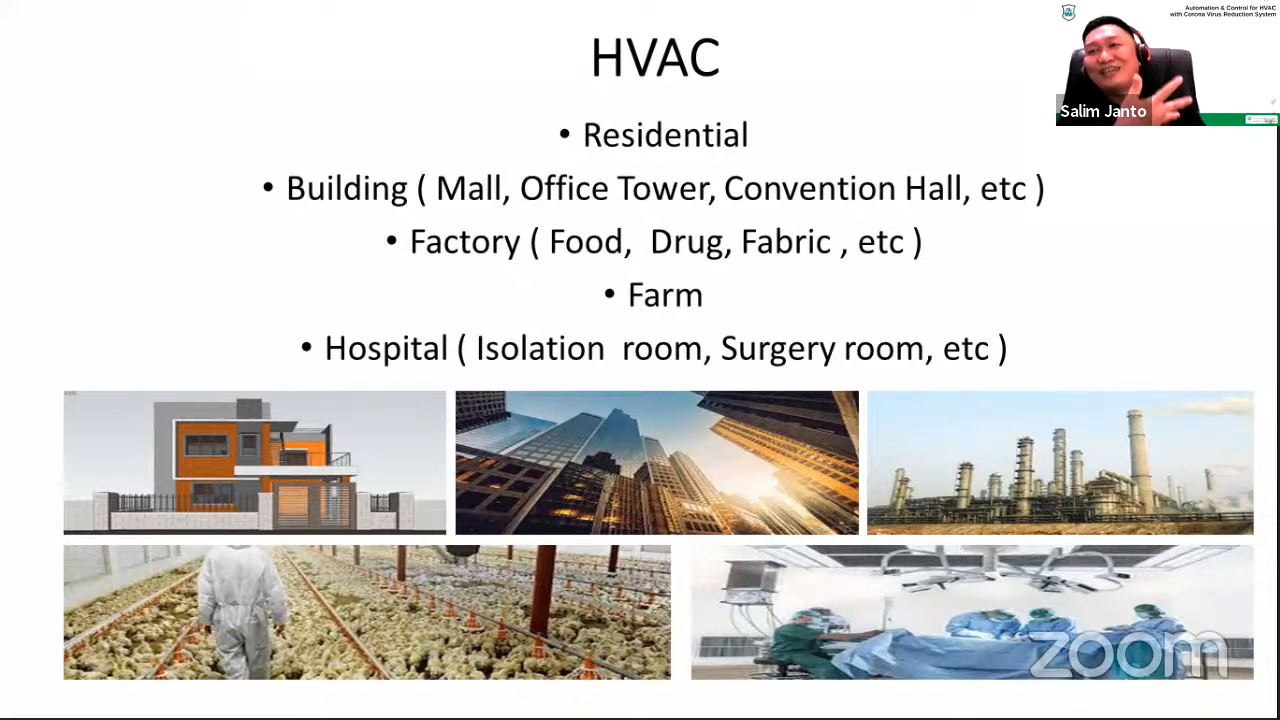 HVAC
Automation & Control for HVAC
with Corona Virus Reduction System
Salim Janto
• Residential
• Building ( Mall, Office Tower, Convention Hall, etc )
• Factory ( Food, Drug, Fabric , etc )
• Farm
• Hospital ( Isolation room, Surgery room, etc )
zoom